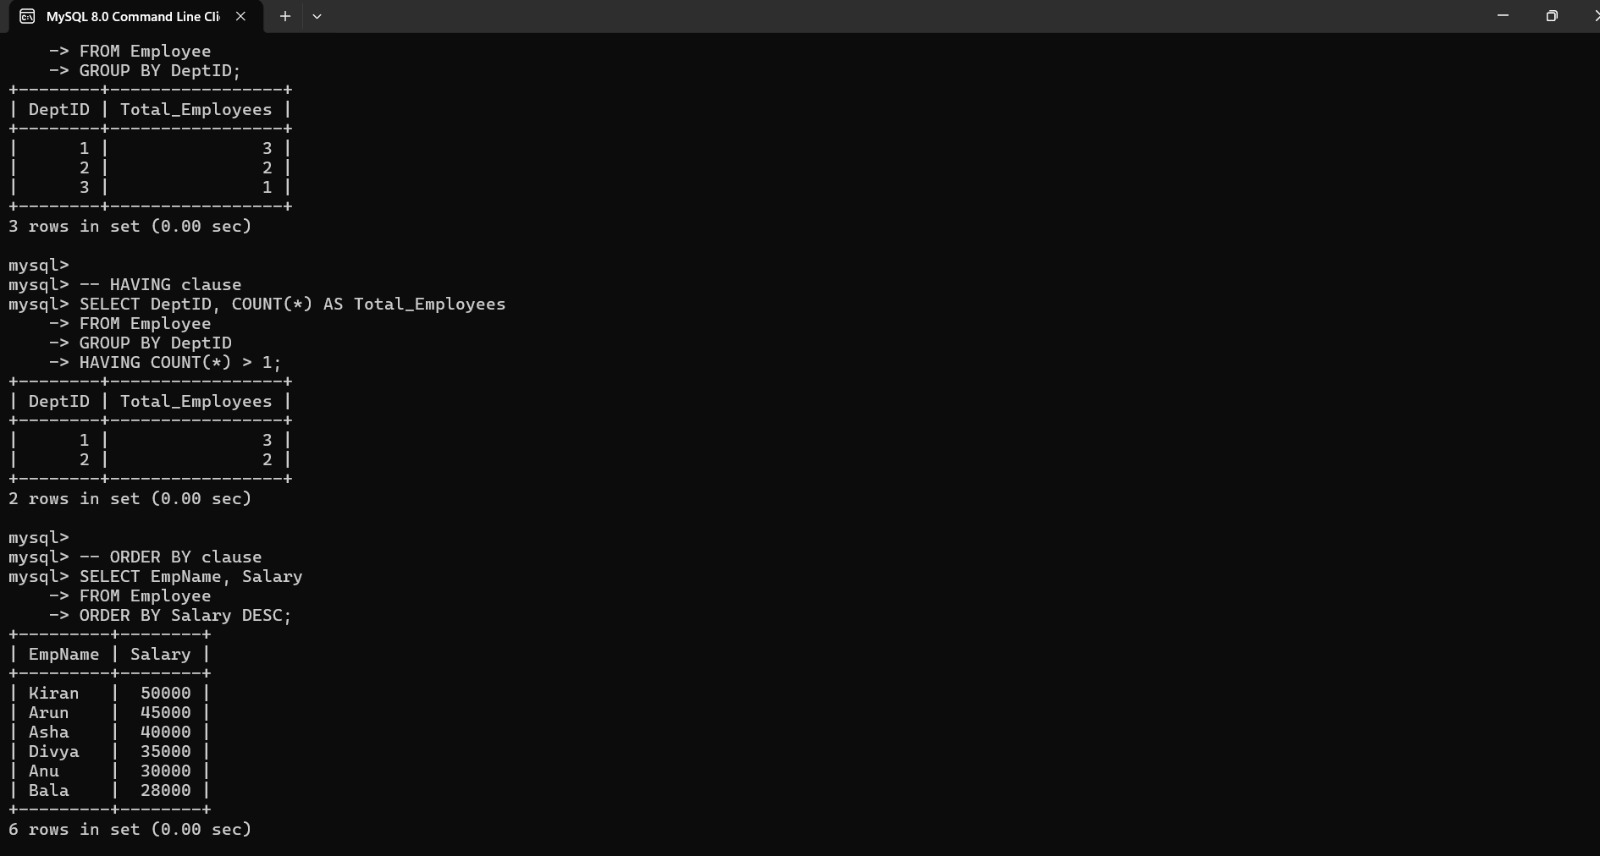 MySQL 8.0 Command Line Cli
    -> FROM Employee
    -> GROUP BY DeptID;
+--------+-----------------+
| DeptID | Total_Employees |
+--------+-----------------+
|      1 |               3 |
|      2 |               2 |
|      3 |               1 |
+--------+-----------------+
3 rows in set (0.00 sec)

mysql>
mysql> -- HAVING clause
mysql> SELECT DeptID, COUNT(*) AS Total_Employees
    -> FROM Employee
    -> GROUP BY DeptID
    -> HAVING COUNT(*) > 1;
+--------+-----------------+
| DeptID | Total_Employees |
+--------+-----------------+
|      1 |               3 |
|      2 |               2 |
+--------+-----------------+
2 rows in set (0.00 sec)

mysql>
mysql> -- ORDER BY clause
mysql> SELECT EmpName, Salary
    -> FROM Employee
    -> ORDER BY Salary DESC;
+---------+--------+
| EmpName | Salary |
+---------+--------+
| Kiran   |  50000 |
| Arun    |  45000 |
| Asha    |  40000 |
| Divya   |  35000 |
| Anu     |  30000 |
| Bala    |  28000 |
+---------+--------+
6 rows in set (0.00 sec)